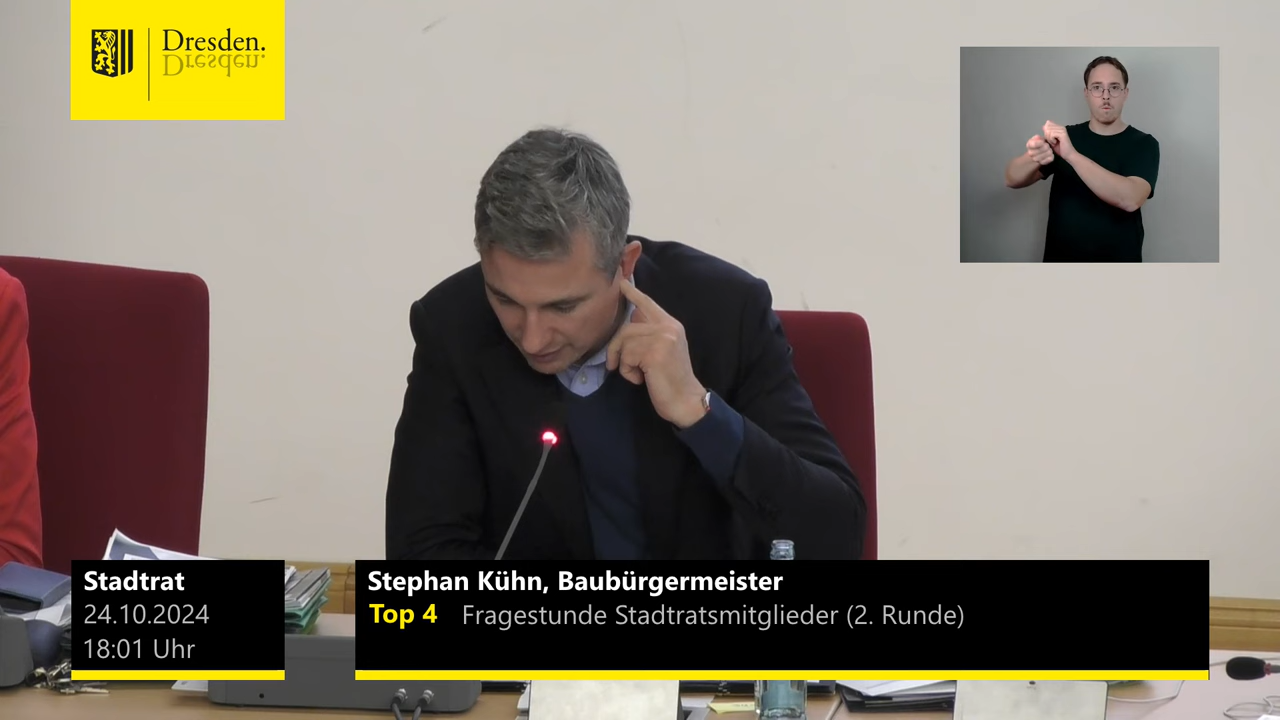 Dresden.
Dresden.
Stadtrat
24.10.2024
18:01 Uhr
Stephan Kühn, Baubürgermeister
Top 4 Fragestunde Stadtratsmitglieder (2. Runde)